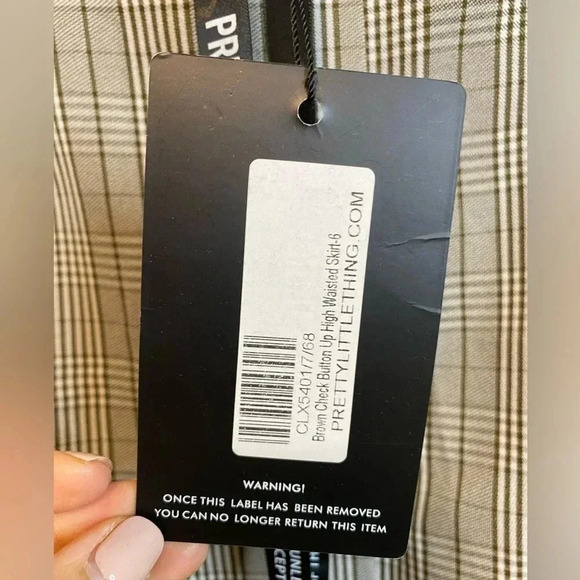 PR
CLX5401/7/68
Brown Check Button Up High Waisted Skirt-6
PRETTYLITTLETHING.COM
WARNING!
ONCE THIS LABEL HAS BEEN REMOVED
YOU CAN NO LONGER RETURN THIS ITEM